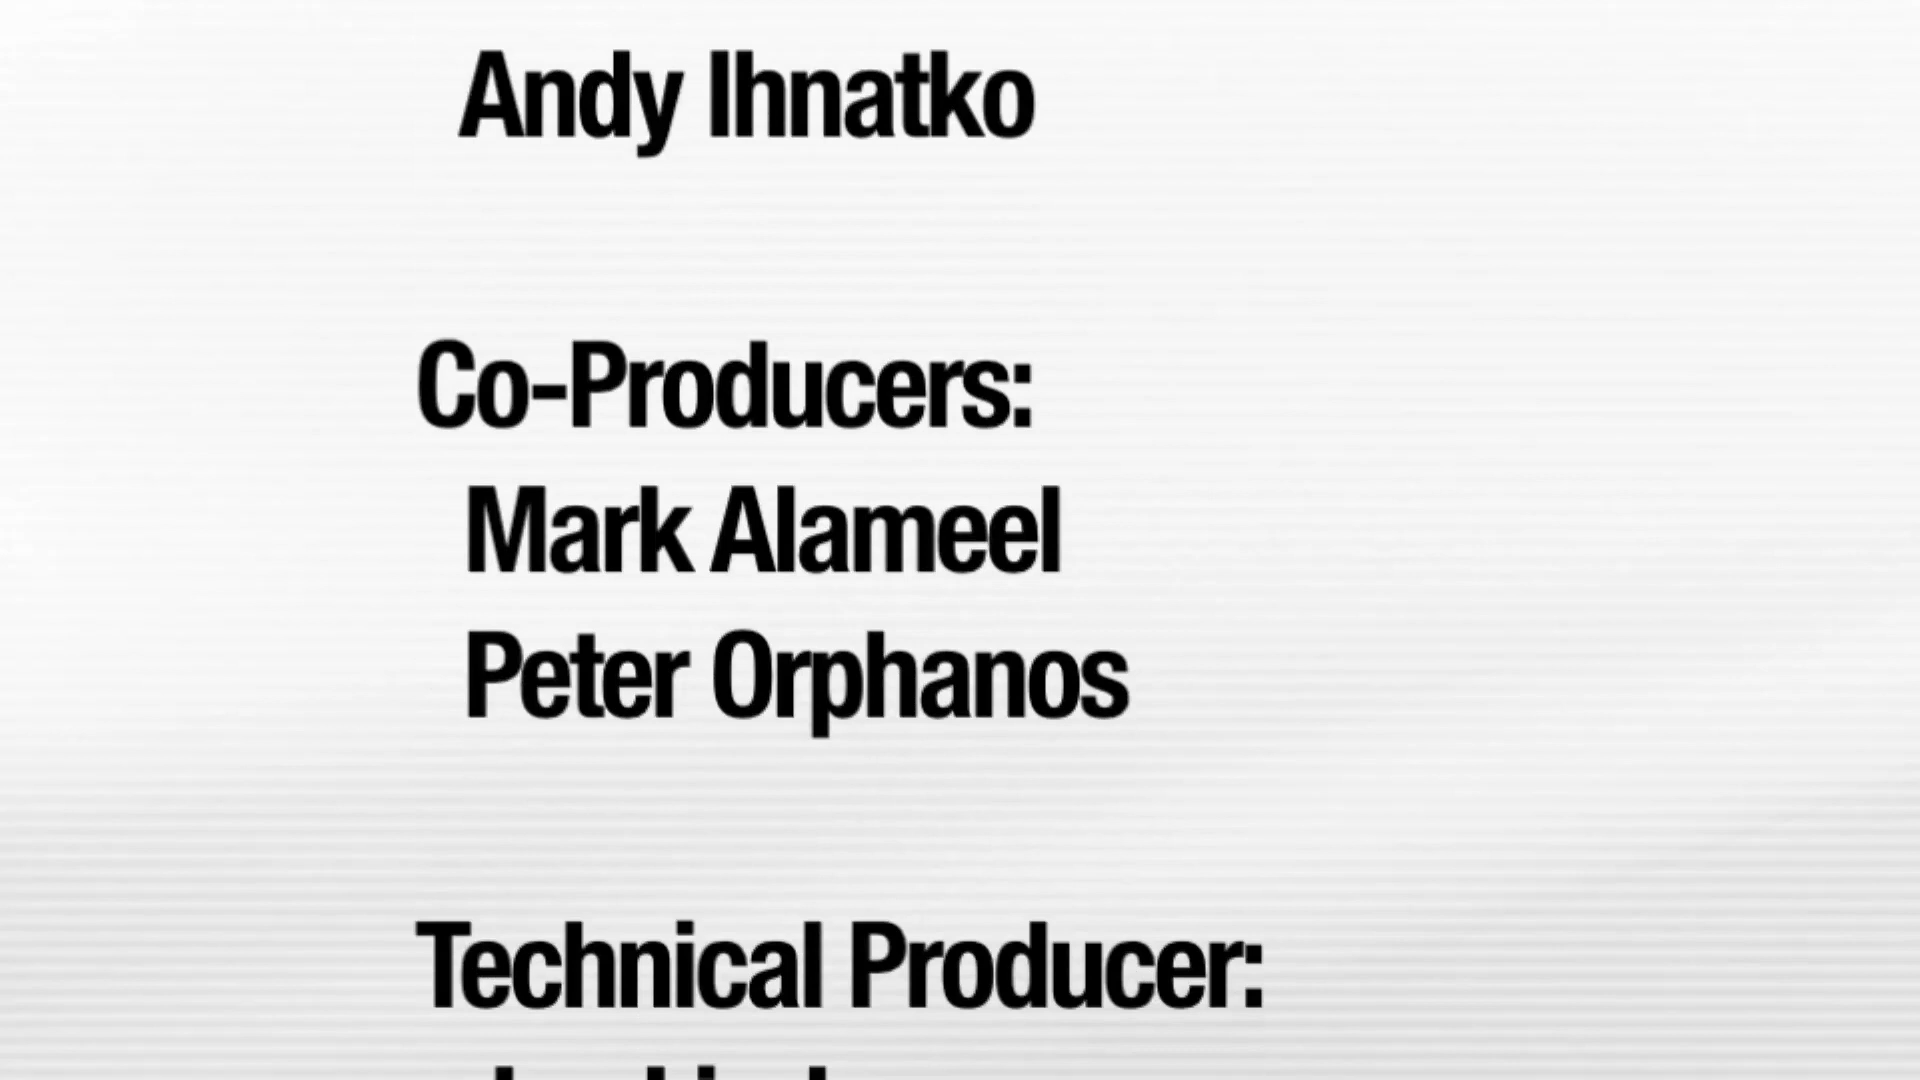 Andy Ihnatko
Co-Producers:
Mark Alameel
Peter Orphanos
Technical Producer: